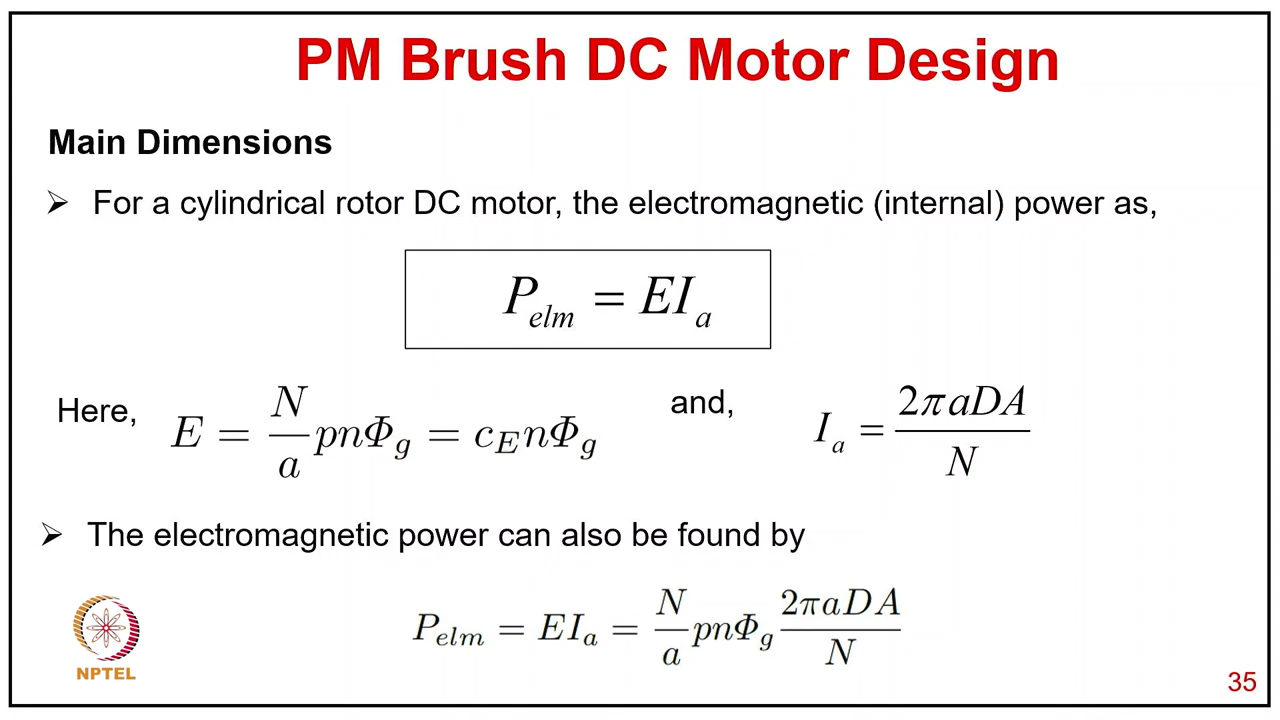 PM Brush DC Motor Design
Main Dimensions
➢ For a cylindrical rotor DC motor, the electromagnetic (internal) power as,
P_elm = EI_a
Here, E = N/a pnΦ_g = c_E nΦ_g and, I_a = 2πaDA/N
➢ The electromagnetic power can also be found by
P_elm = EI_a = N/a pnΦ_g 2πaDA/N
NPTEL
35